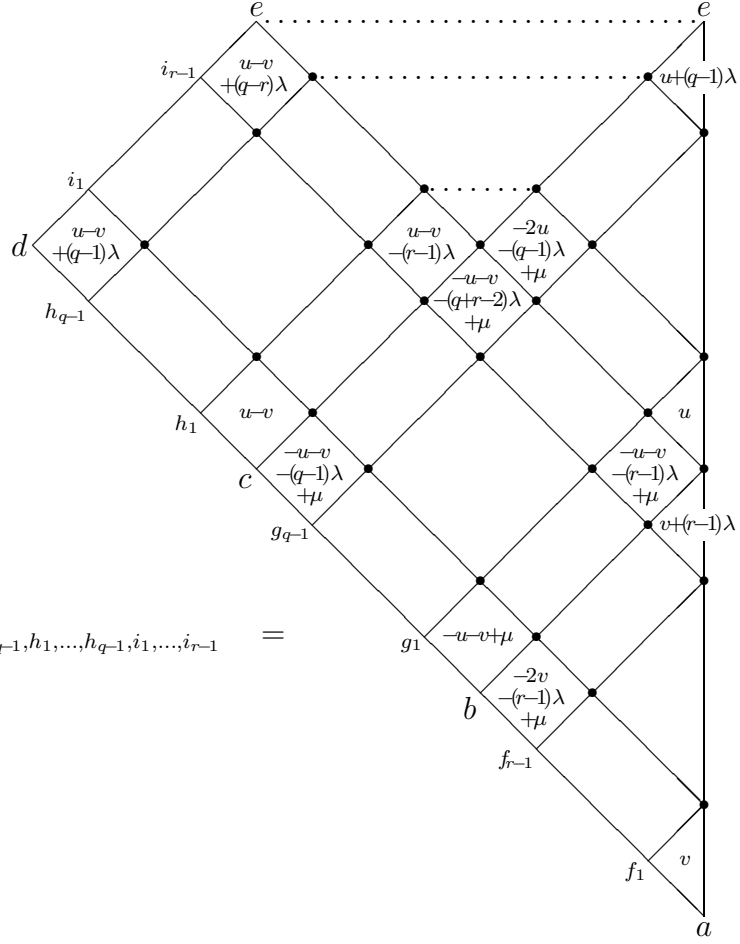 e e
i_{r−1} u−v +(q−r)λ u+(q−1)λ
i_1
d u−v +(q−1)λ u−v −(r−1)λ −2u −(q−1)λ +μ
h_{q−1} −u−v −(q+r−2)λ +μ
h_1 u−v u
c −u−v −(q−1)λ +μ −u−v −(r−1)λ +μ
g_{q−1} v+(r−1)λ
q−1,h_1,...,h_{q−1},i_1,...,i_{r−1} = g_1 −u−v+μ
b −2v −(r−1)λ +μ
f_{r−1}
f_1 v
a